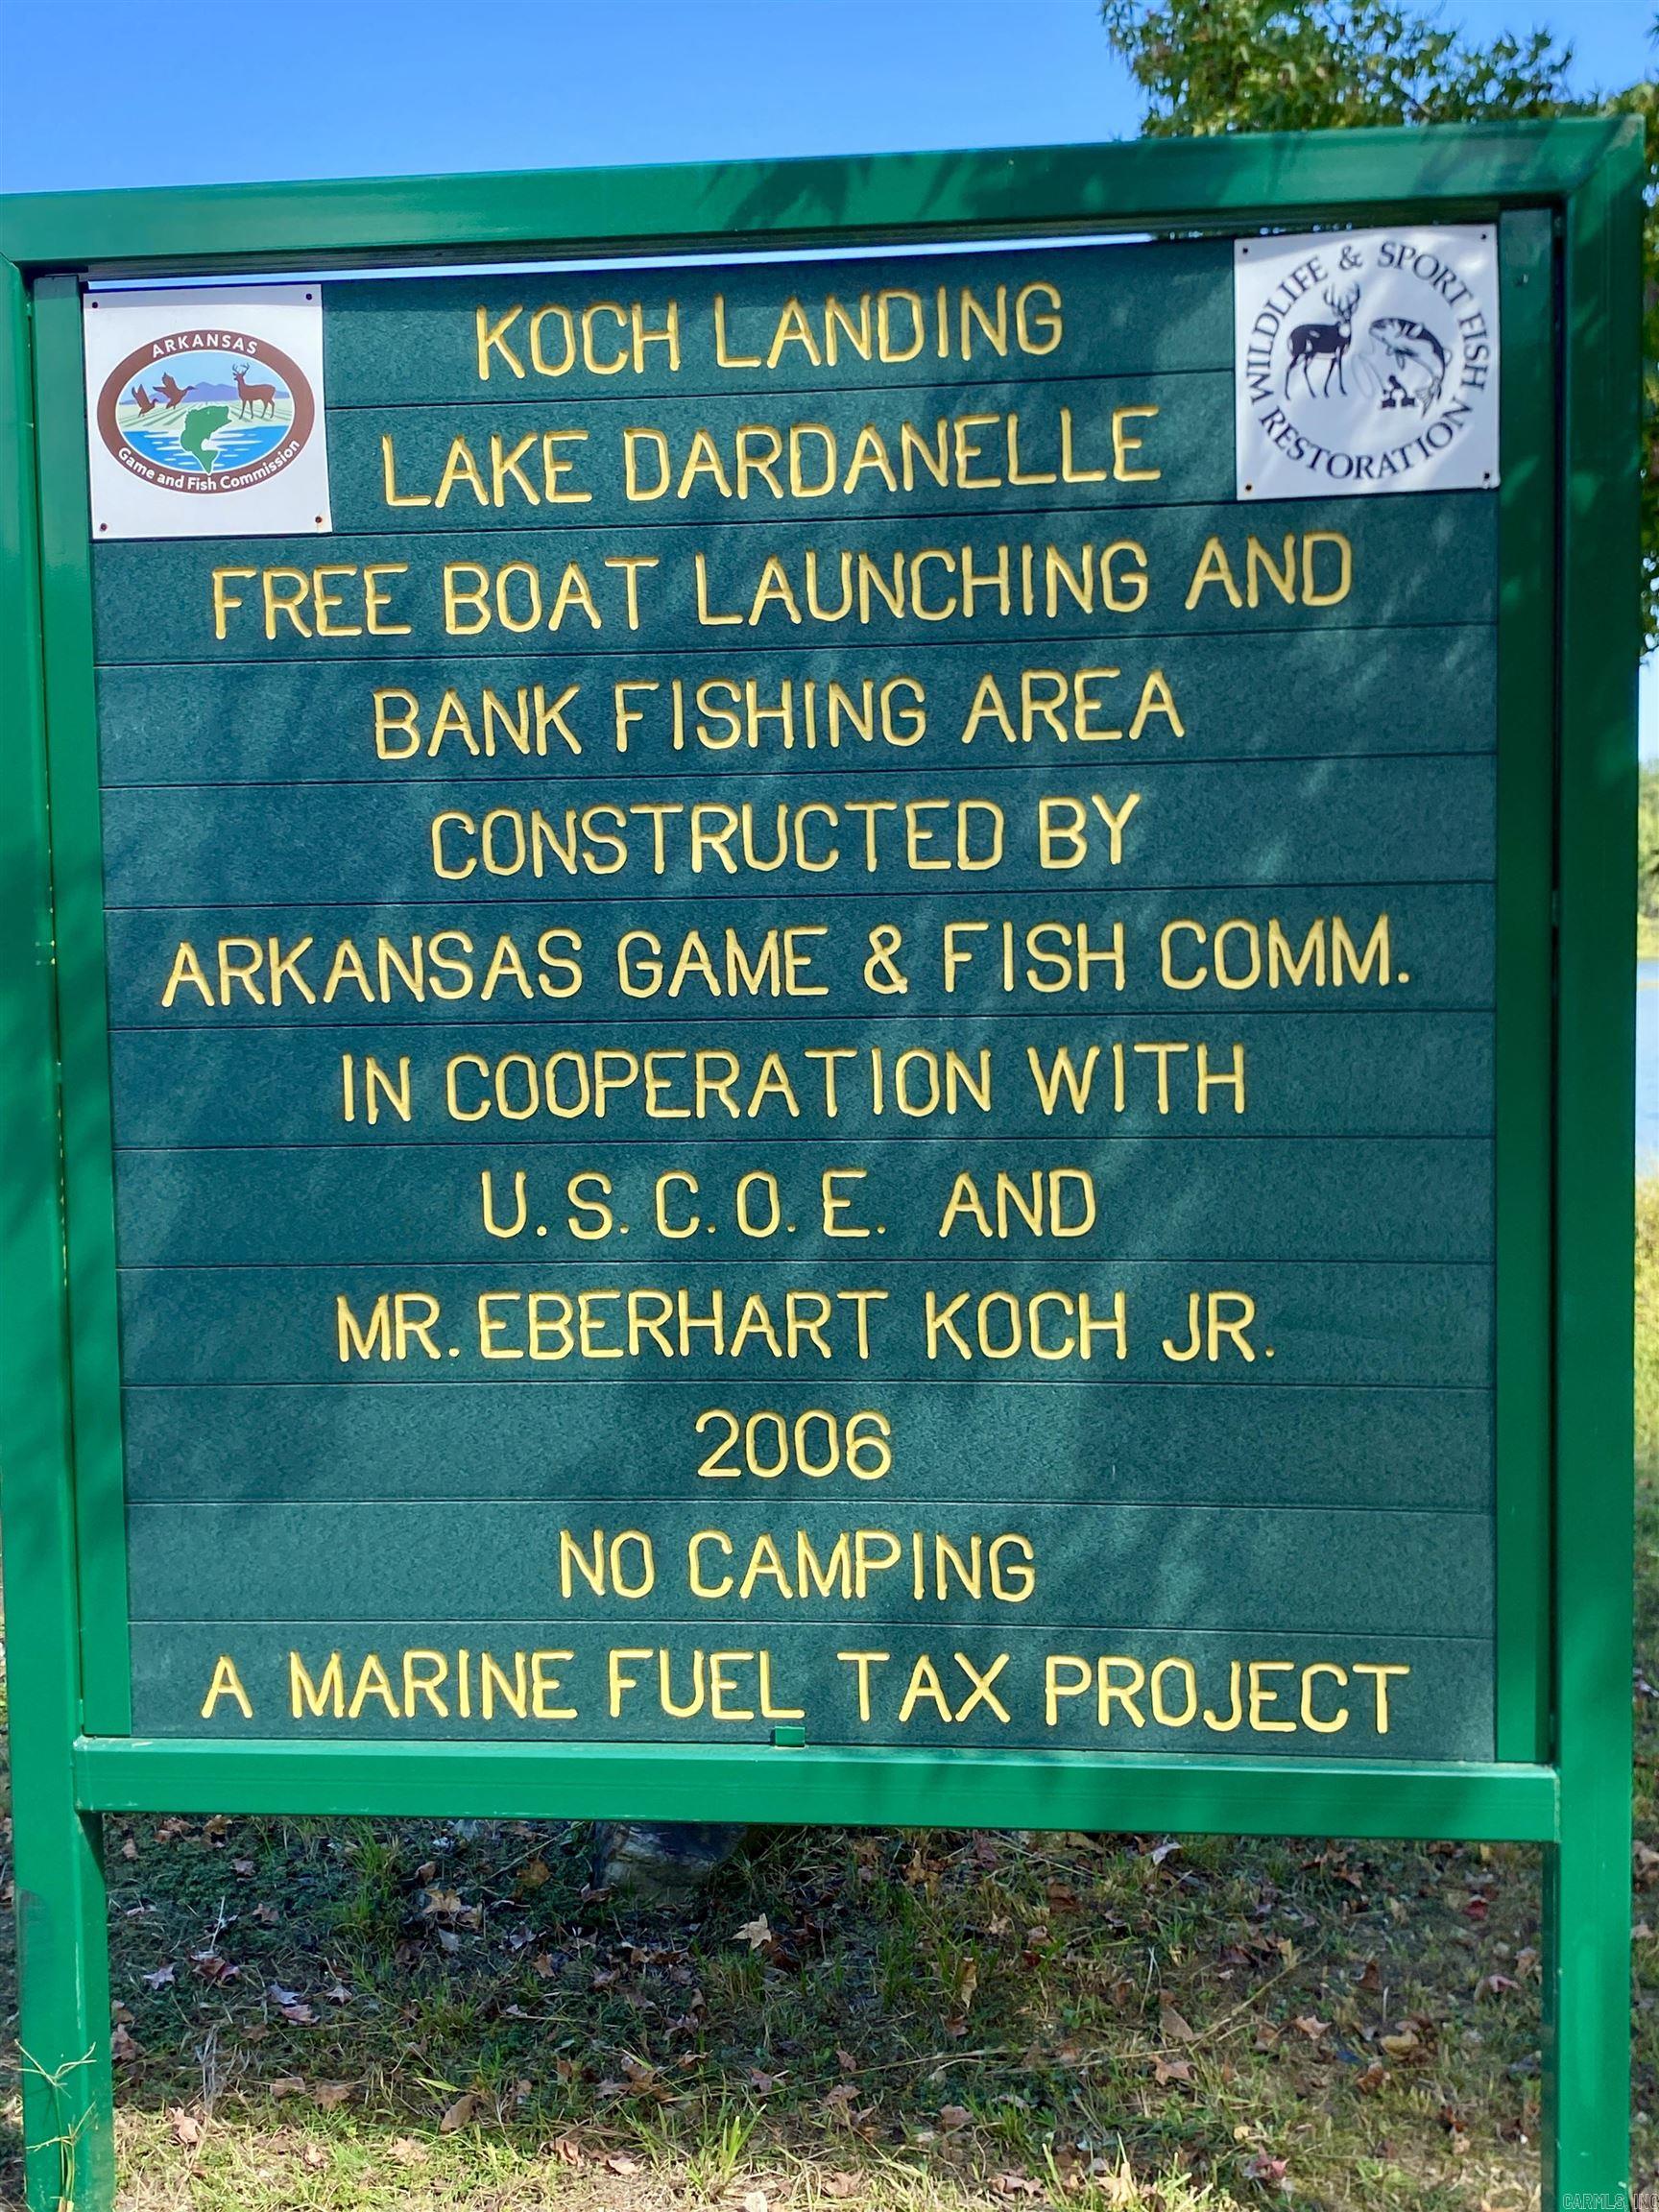 ARKANSAS
Game and Fish Commission
WILDLIFE & SPORT FISH
RESTORATION
KOCH LANDING
LAKE DARDANELLE
FREE BOAT LAUNCHING AND
BANK FISHING AREA
CONSTRUCTED BY
ARKANSAS GAME & FISH COMM.
IN COOPERATION WITH
U.S.C.O.E. AND
MR. EBERHART KOCH JR.
2006
NO CAMPING
A MARINE FUEL TAX PROJECT
CARMLS INC